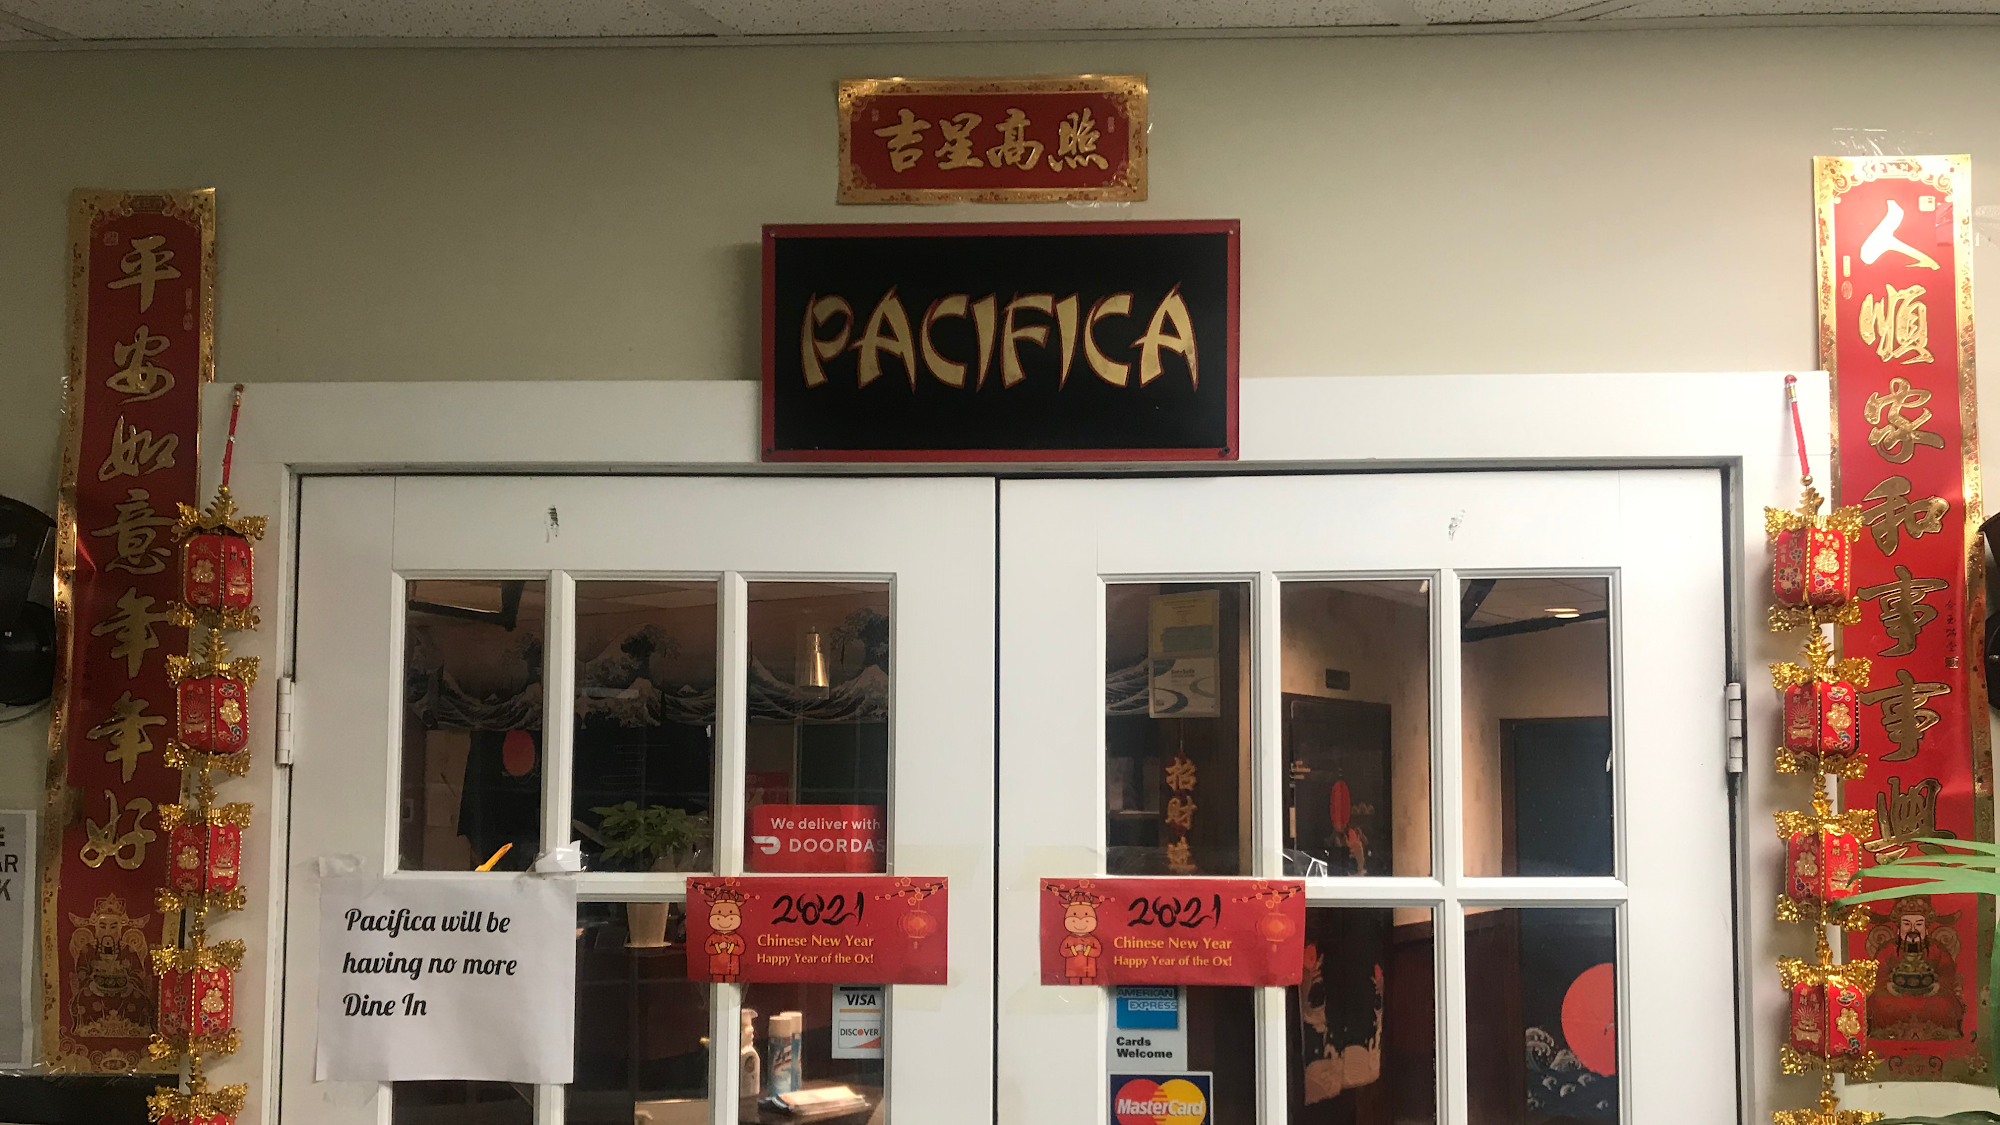 吉星高照
PACIFICA
平安如意年年好
人順家和事事興
We deliver with
DOORDAS
招財進
Pacifica will be
having no more
Dine In
2021
Chinese New Year
Happy Year of the Ox!
2021
Chinese New Year
Happy Year of the Ox!
VISA
DISCOVER
AMERICAN
EXPRESS
Cards
Welcome
MasterCard
E
AR
K